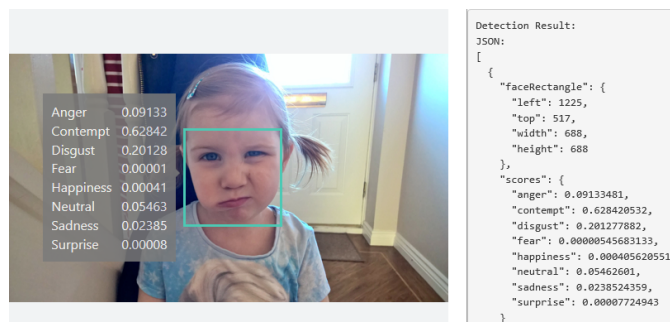 Anger 0.09133
Contempt 0.62842
Disgust 0.20128
Fear 0.00001
Happiness 0.00041
Neutral 0.05463
Sadness 0.02385
Surprise 0.00008
Detection Result:
JSON:
[
{
"faceRectangle": {
"left": 1225,
"top": 517,
"width": 688,
"height": 688
},
"scores": {
"anger": 0.09133481,
"contempt": 0.628420532,
"disgust": 0.201277882,
"fear": 0.00000545683133,
"happiness": 0.000405620551
"neutral": 0.05462601,
"sadness": 0.0238524359,
"surprise": 0.00007724943
}